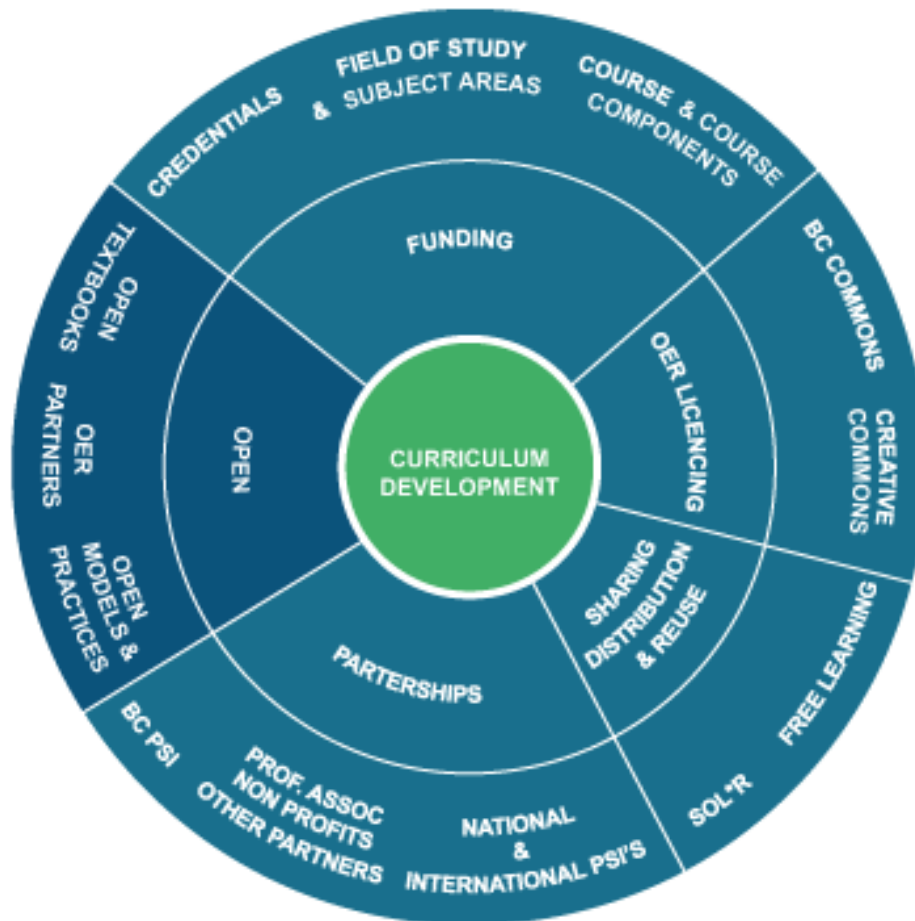 CREDENTIALS
FIELD OF STUDY
& SUBJECT AREAS
COURSE & COURSE
COMPONENTS
FUNDING
BC COMMONS
CREATIVE
COMMONS
OER LICENCING
SHARING
DISTRIBUTION
& REUSE
FREE LEARNING
SOL*R
PARTERSHIPS
NATIONAL
&
INTERNATIONAL PSI'S
PROF. ASSOC
NON PROFITS
OTHER PARTNERS
BC PSI
OPEN
OPEN
MODELS &
PRACTICES
OER
PARTNERS
OPEN
TEXTBOOKS
CURRICULUM
DEVELOPMENT